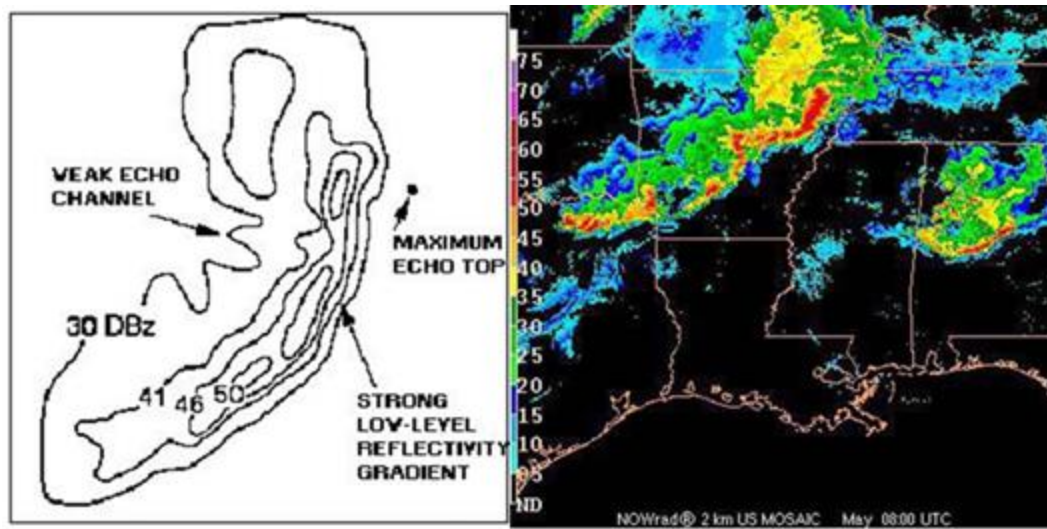 WEAK ECHO
CHANNEL
MAXIMUM
ECHO TOP
30 DBz
41 46 50
STRONG
LOW-LEVEL
REFLECTIVITY
GRADIENT
75
70
65
60
55
50
45
40
35
30
25
20
15
10
05
ND
NOWrad® 2 km US MOSAIC May 08:00 UTC